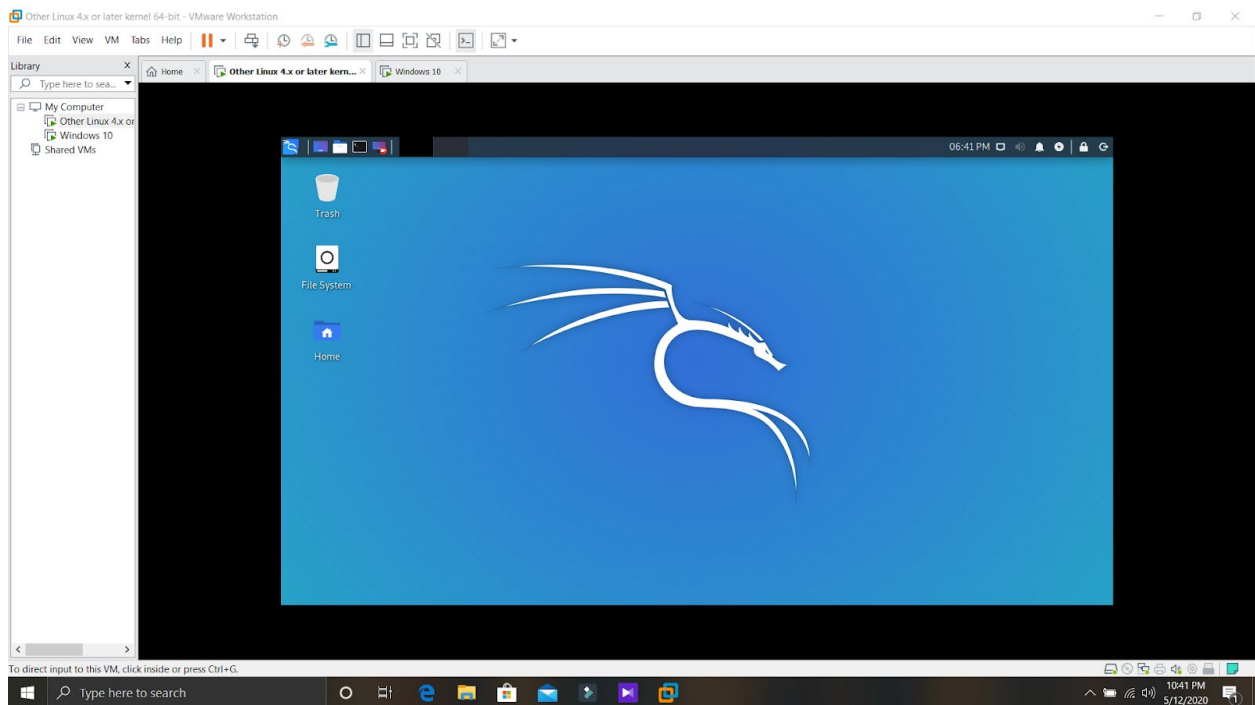 Other Linux 4.x or later kernel 64-bit - VMware Workstation
File Edit View VM Tabs Help
Library X
Home Other Linux 4.x or later kern... Windows 10
Type here to sea...
My Computer
Other Linux 4.x or
Windows 10
Shared VMs
06:41 PM
Trash
File System
Home
To direct input to this VM, click inside or press Ctrl+G.
Type here to search
10:41 PM
5/12/2020
1